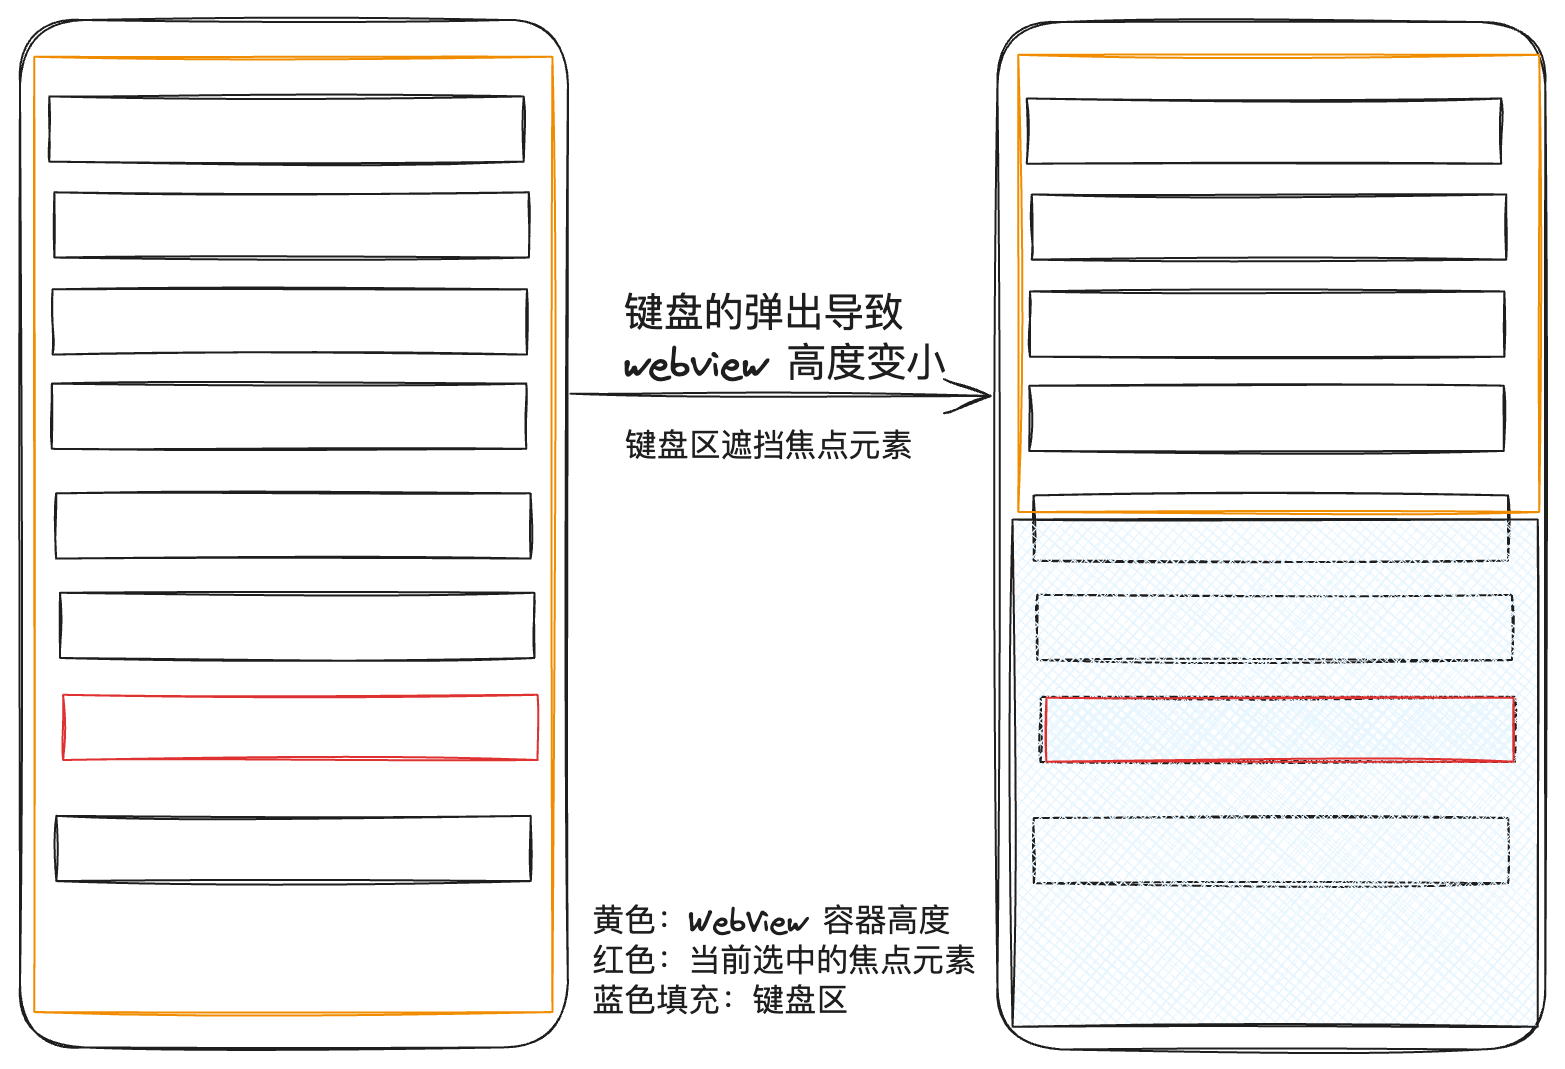 键盘的弹出导致
webview 高度变小
键盘区遮挡焦点元素
黄色：WebView 容器高度
红色：当前选中的焦点元素
蓝色填充：键盘区